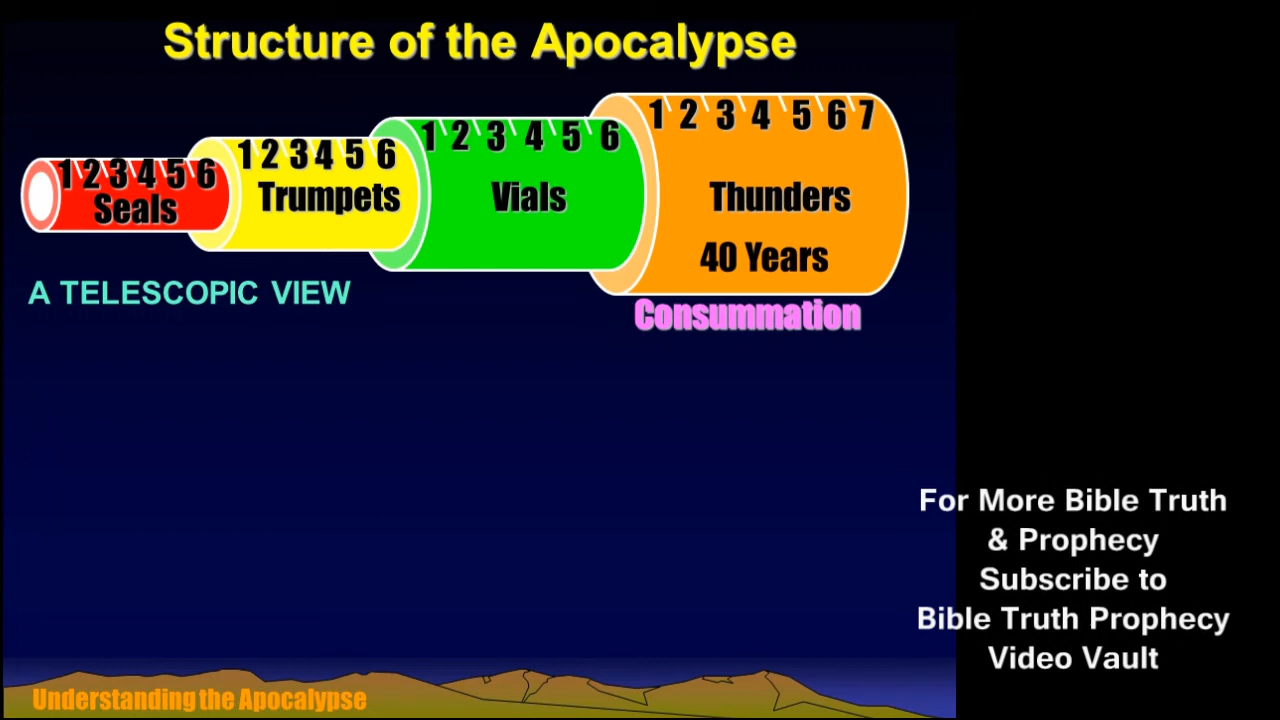 Structure of the Apocalypse
1 2 3 4 5 6
Seals
1 2 3 4 5 6
Trumpets
1 2 3 4 5 6
Vials
1 2 3 4 5 6 7
Thunders
40 Years
A TELESCOPIC VIEW
Consummation
For More Bible Truth
& Prophecy
Subscribe to
Bible Truth Prophecy
Video Vault
Understanding the Apocalypse